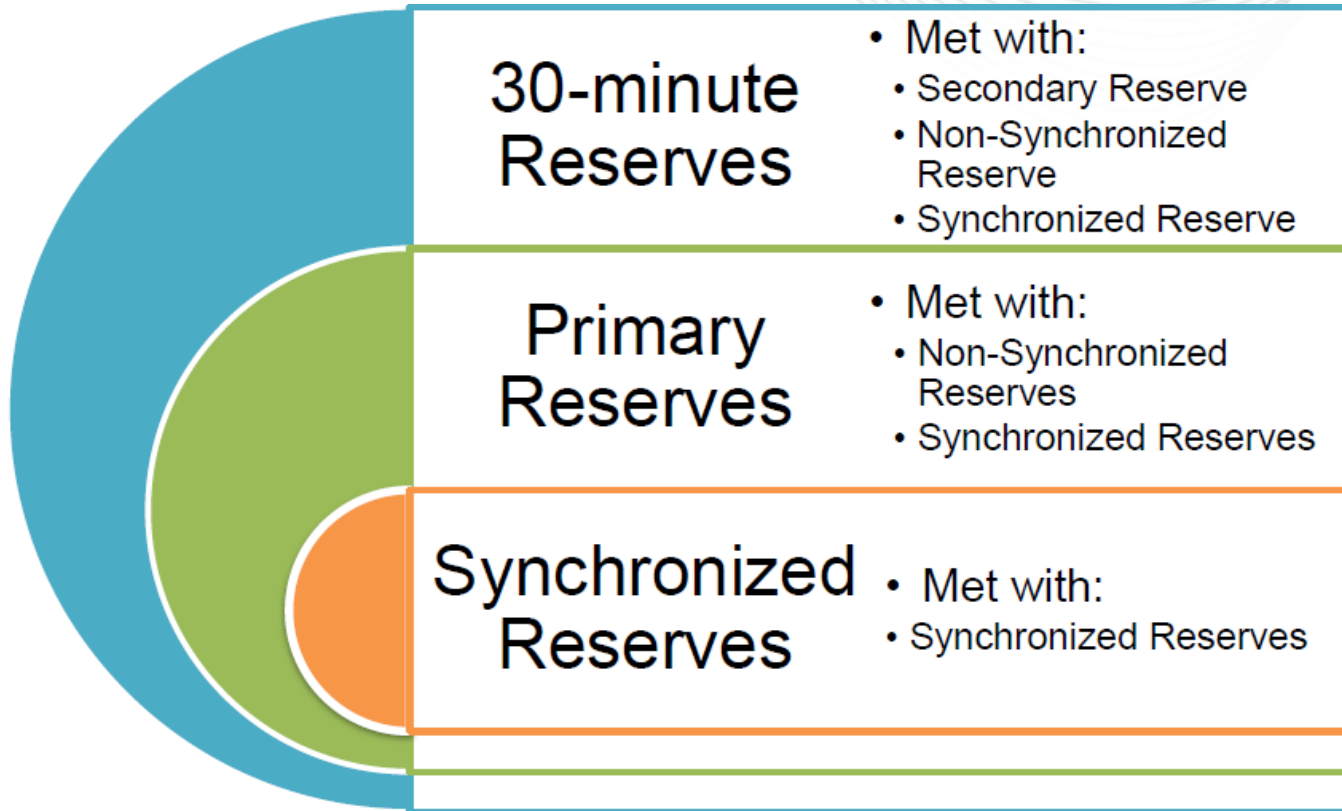 30-minute
Reserves
• Met with:
• Secondary Reserve
• Non-Synchronized
Reserve
• Synchronized Reserve
Primary
Reserves
• Met with:
• Non-Synchronized
Reserves
• Synchronized Reserves
Synchronized
Reserves
• Met with:
• Synchronized Reserves